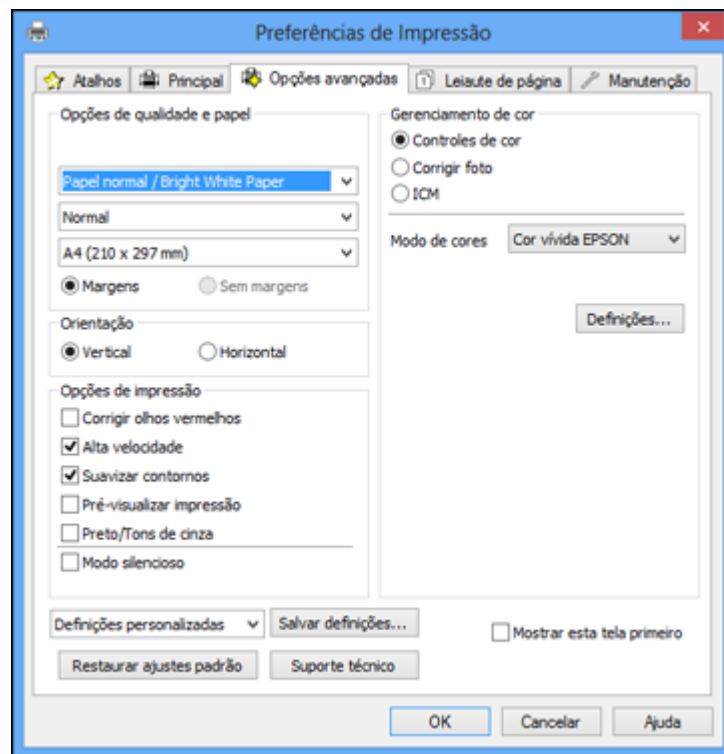 Preferências de Impressão
Atalhos
Principal
Opções avançadas
1 Leiaute de página
Manutenção
Opções de qualidade e papel
Papel normal / Bright White Paper
Normal
A4 (210 x 297 mm)
Margens Sem margens
Orientação
Vertical Horizontal
Opções de impressão
Corrigir olhos vermelhos
Alta velocidade
Suavizar contornos
Pré-visualizar impressão
Preto/Tons de cinza
Modo silencioso
Gerenciamento de cor
Controles de cor
Corrigir foto
ICM
Modo de cores Cor vívida EPSON
Definições...
Definições personalizadas Salvar definições...
Mostrar esta tela primeiro
Restaurar ajustes padrão Suporte técnico
OK Cancelar Ajuda